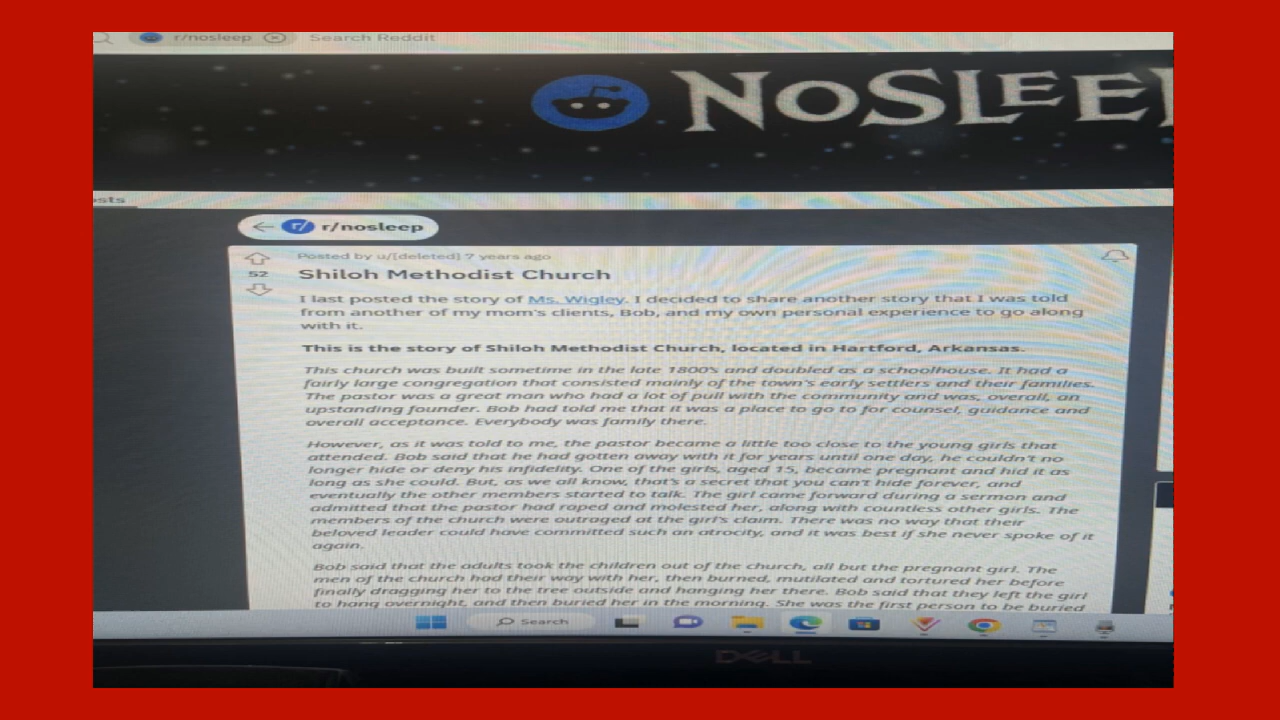 r/nosleep Search Reddit
NOSLEE
osts
r/ r/nosleep
Posted by u/[deleted] 7 years ago
52
Shiloh Methodist Church
I last posted the story of Ms. Wigley. I decided to share another story that I was told
from another of my mom's clients, Bob, and my own personal experience to go along
with it.
This is the story of Shiloh Methodist Church, located in Hartford, Arkansas.
This church was built sometime in the late 1800's and doubled as a schoolhouse. It had a
fairly large congregation that consisted mainly of the town's early settlers and their families.
The pastor was a great man who had a lot of pull with the community and was, overall, an
upstanding founder. Bob had told me that it was a place to go to for counsel, guidance and
overall acceptance. Everybody was family there.
However, as it was told to me, the pastor became a little too close to the young girls that
attended. Bob said that he had gotten away with it for years until one day, he couldn't no
longer hide or deny his infidelity. One of the girls, aged 15, became pregnant and hid it as
long as she could. But, as we all know, that's a secret that you can't hide forever, and
eventually the other members started to talk. The girl came forward during a sermon and
admitted that the pastor had raped and molested her, along with countless other girls. The
members of the church were outraged at the girl's claim. There was no way that their
beloved leader could have committed such an atrocity, and it was best if she never spoke of it
again.
Bob said that the adults took the children out of the church, all but the pregnant girl. The
men of the church had their way with her, then burned, mutilated and tortured her before
finally dragging her to the tree outside and hanging her there. Bob said that they left the girl
to hang overnight, and then buried her in the morning. She was the first person to be buried
Search
DELL